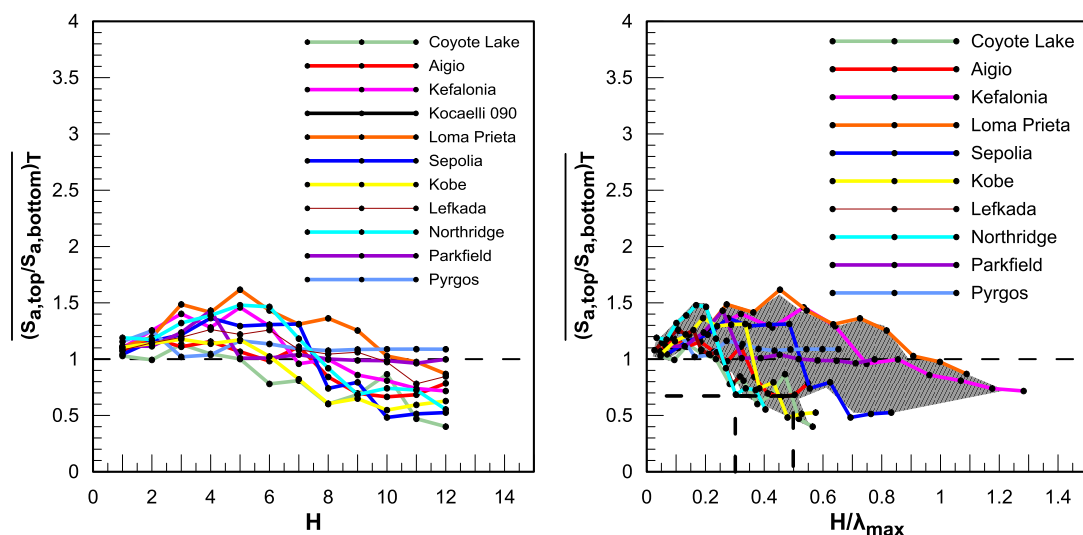 4
3.5
3
2.5
2
1.5
1
0.5
0
(Sa,top/Sa,bottom)T
0 2 4 6 8 10 12 14
H
Coyote Lake
Aigio
Kefalonia
Kocaelli 090
Loma Prieta
Sepolia
Kobe
Lefkada
Northridge
Parkfield
Pyrgos
4
3.5
3
2.5
2
1.5
1
0.5
0
(Sa,top/Sa,bottom)T
0 0.2 0.4 0.6 0.8 1 1.2 1.4
H/λmax
Coyote Lake
Aigio
Kefalonia
Loma Prieta
Sepolia
Kobe
Lefkada
Northridge
Parkfield
Pyrgos